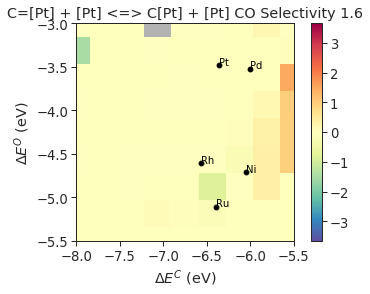 C=[Pt] + [Pt] <=> C[Pt] + [Pt] CO Selectivity 1.6
−3.0
−3.5
−4.0
−4.5
−5.0
−5.5
ΔE^O (eV)
Pt
Pd
Rh
Ni
Ru
−8.0 −7.5 −7.0 −6.5 −6.0 −5.5
ΔE^C (eV)
3
2
1
0
−1
−2
−3